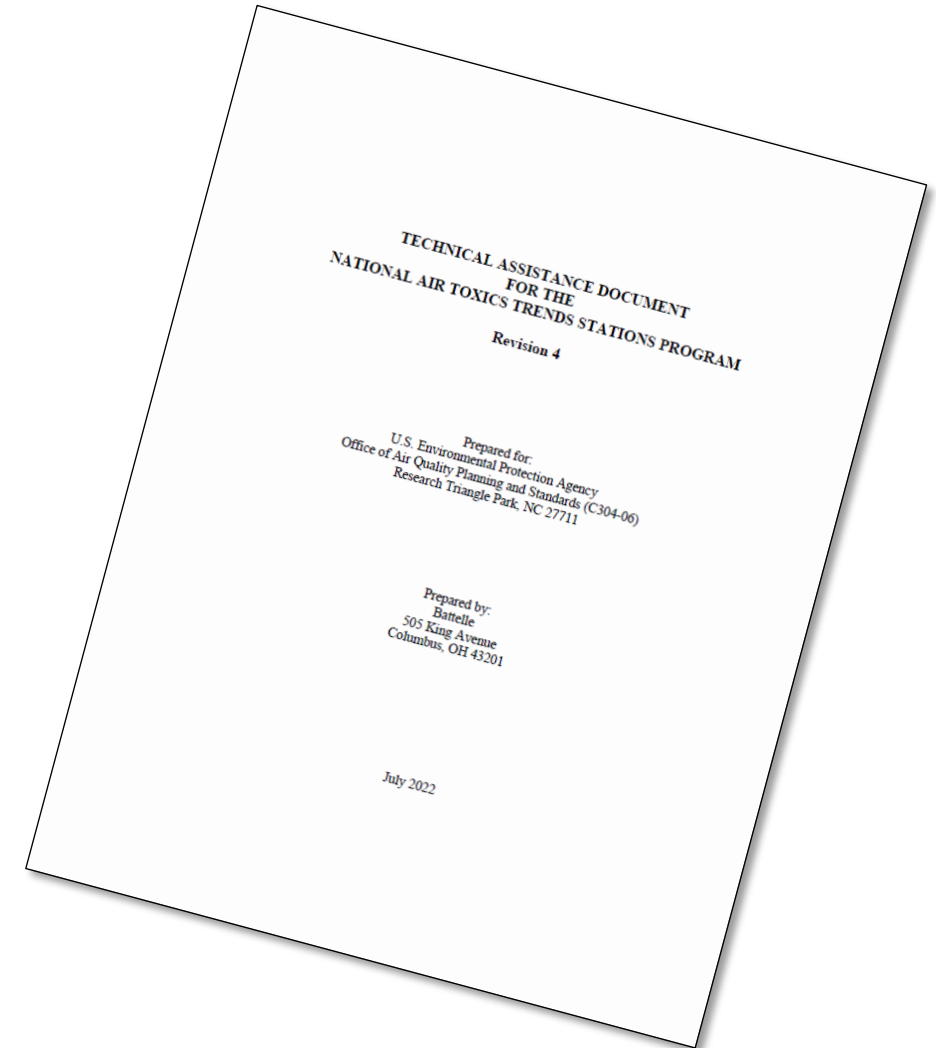 TECHNICAL ASSISTANCE DOCUMENT
FOR THE
NATIONAL AIR TOXICS TRENDS STATIONS PROGRAM
Revision 4
Prepared for:
U.S. Environmental Protection Agency
Office of Air Quality Planning and Standards (C304-06)
Research Triangle Park, NC 27711
Prepared by:
Battelle
505 King Avenue
Columbus, OH 43201
July 2022